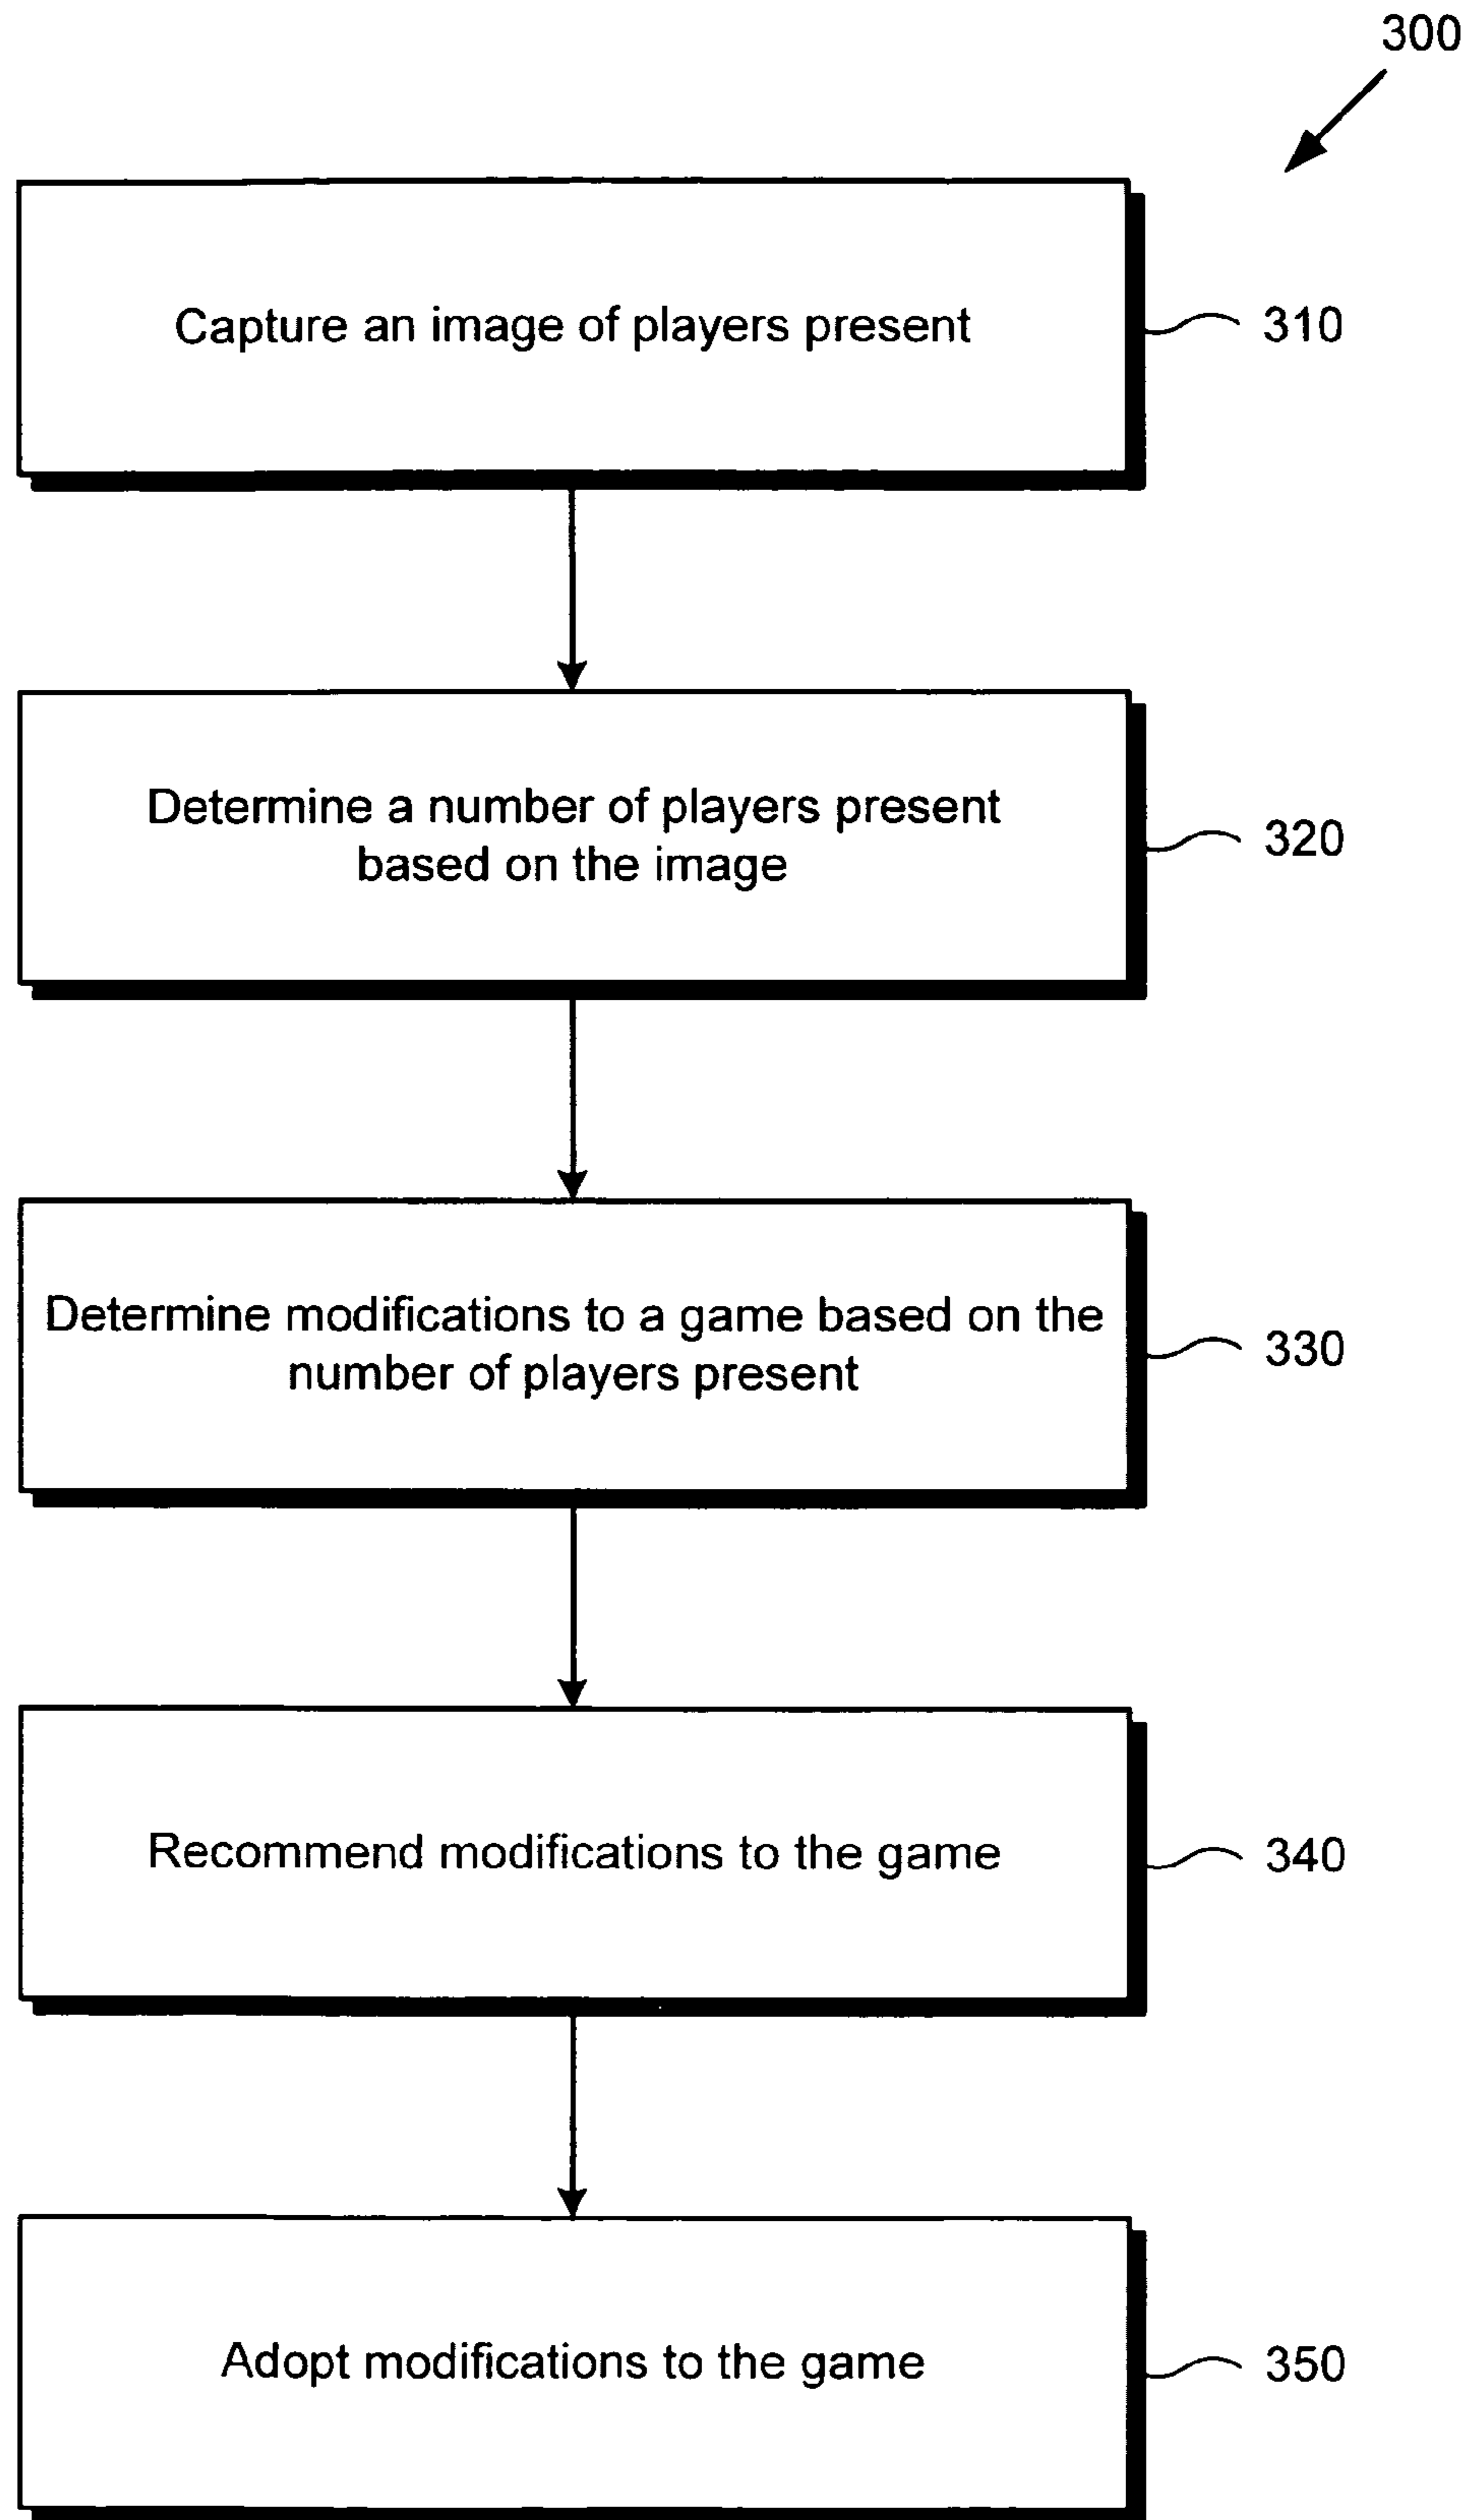 300
Capture an image of players present
310
Determine a number of players present
based on the image
320
Determine modifications to a game based on the
number of players present
330
Recommend modifications to the game
340
Adopt modifications to the game
350